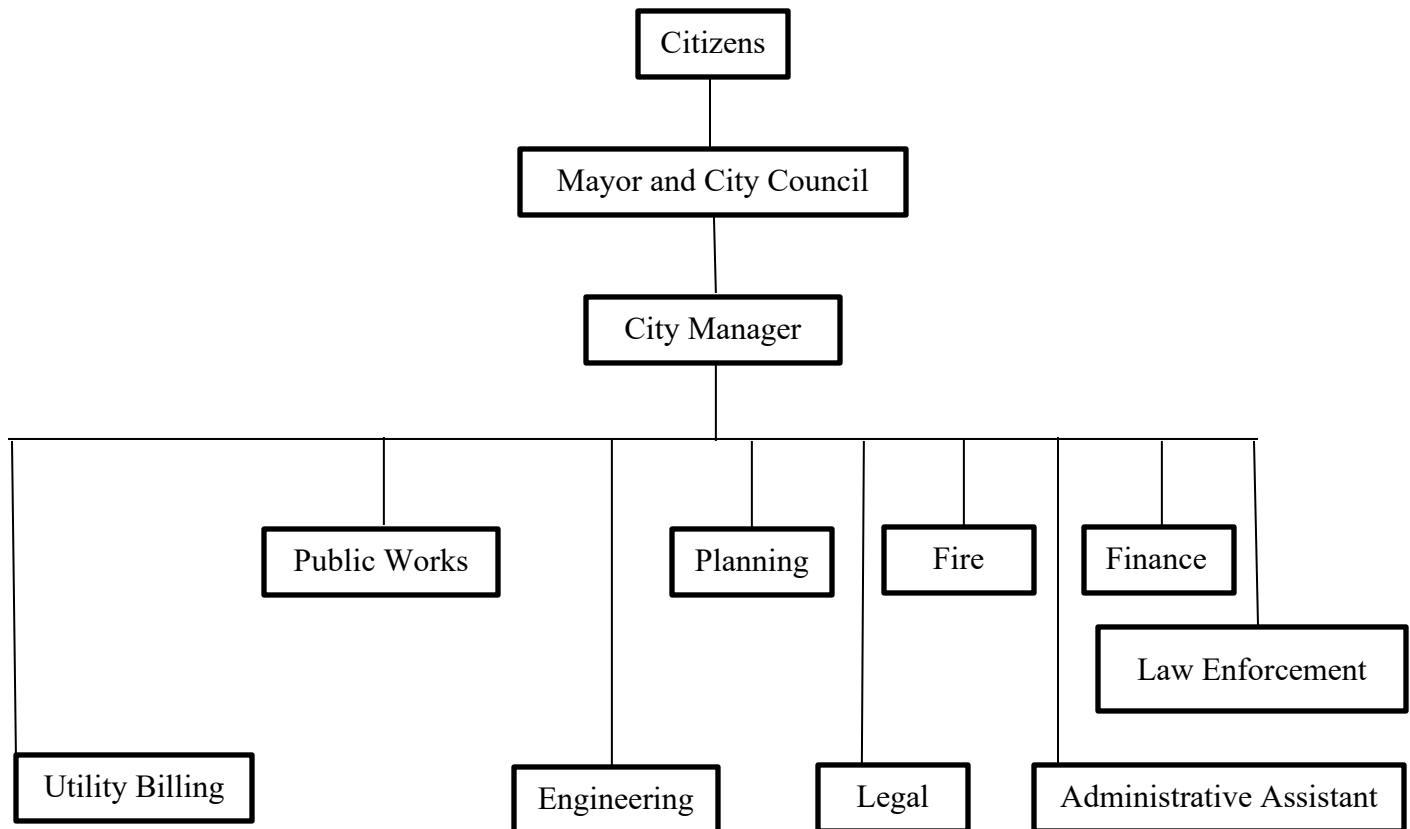 Citizens
Mayor and City Council
City Manager
Public Works
Planning
Fire
Finance
Law Enforcement
Utility Billing
Engineering
Legal
Administrative Assistant